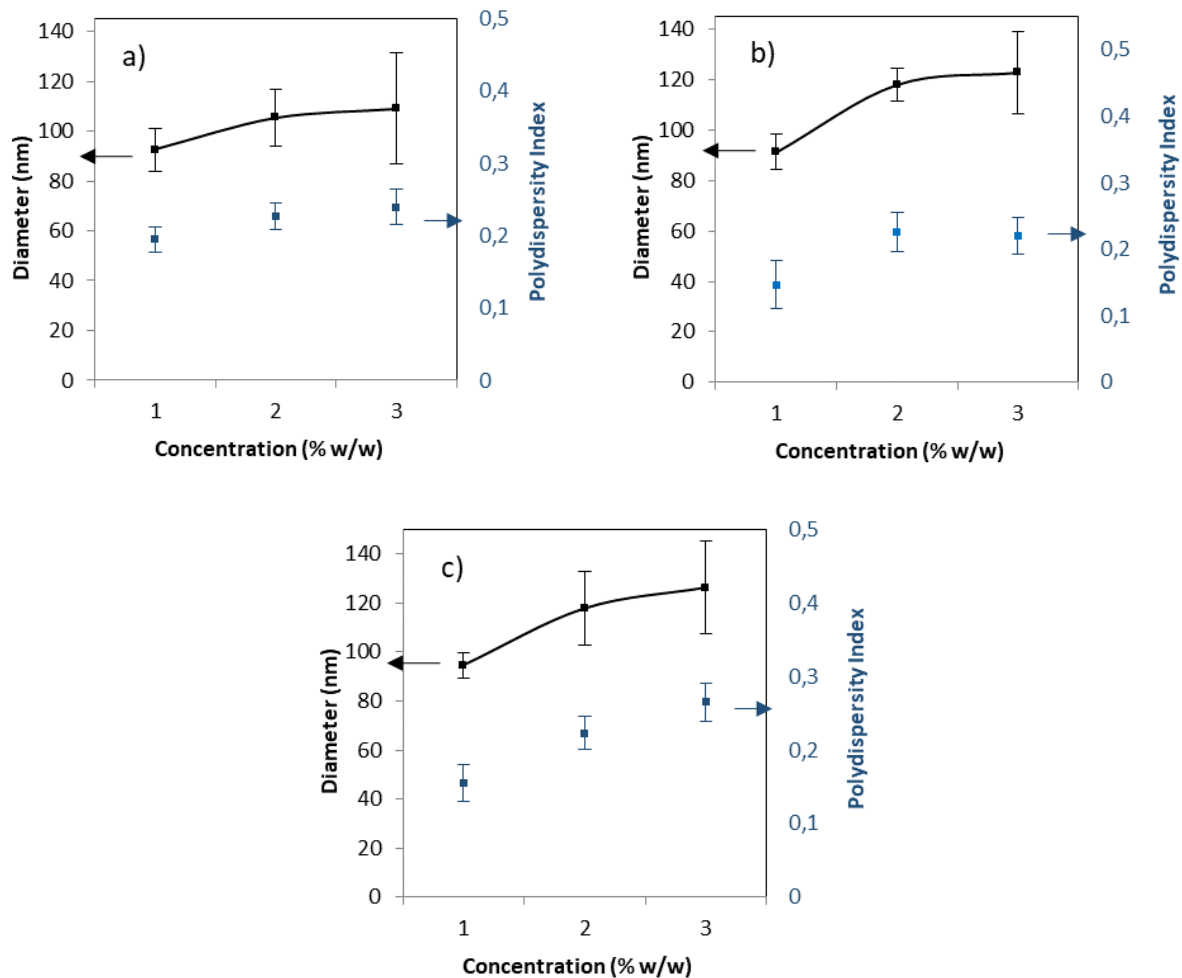 a)
Diameter (nm)
140
120
100
80
60
40
20
0
0,5
0,4
0,3
0,2
0,1
0
Polydispersity Index
1 2 3
Concentration (% w/w)
b)
Diameter (nm)
140
120
100
80
60
40
20
0
0,5
0,4
0,3
0,2
0,1
0
Polydispersity Index
1 2 3
Concentration (% w/w)
c)
Diameter (nm)
140
120
100
80
60
40
20
0
0,5
0,4
0,3
0,2
0,1
0
Polydispersity Index
1 2 3
Concentration (% w/w)